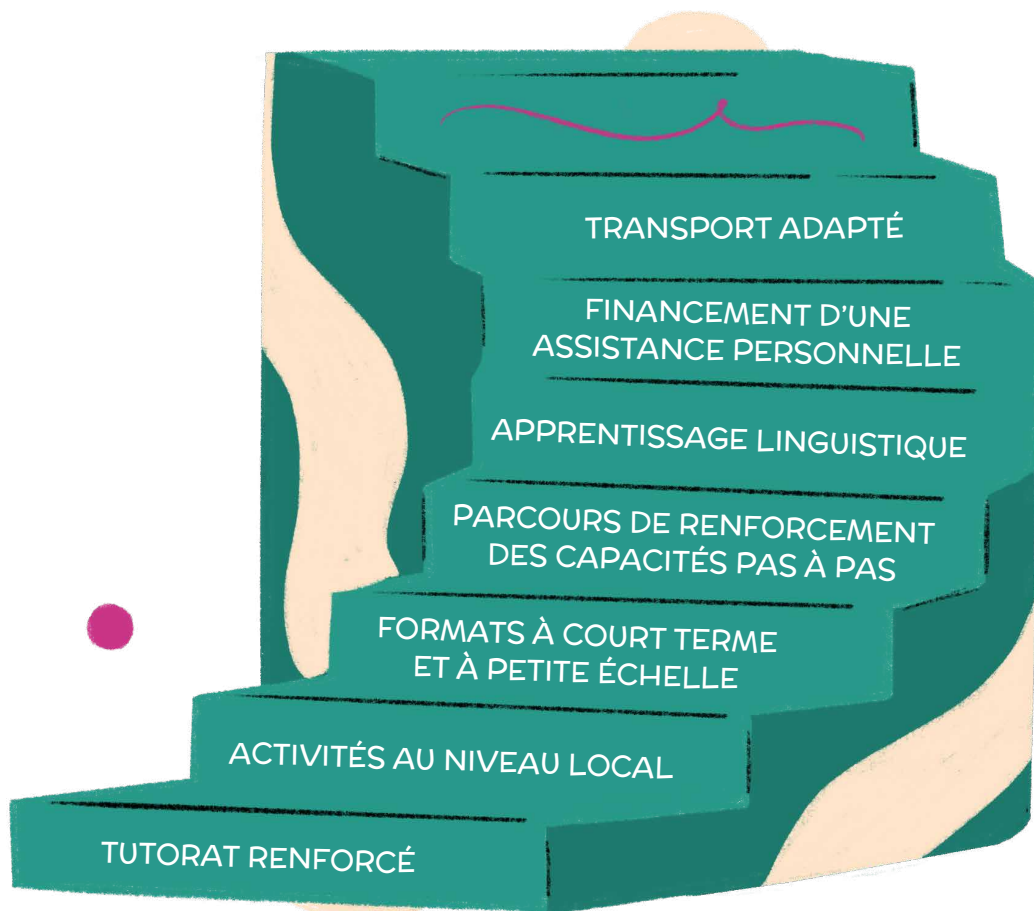 TRANSPORT ADAPTÉ
FINANCEMENT D'UNE
ASSISTANCE PERSONNELLE
APPRENTISSAGE LINGUISTIQUE
PARCOURS DE RENFORCEMENT
DES CAPACITÉS PAS À PAS
FORMATS À COURT TERME
ET À PETITE ÉCHELLE
ACTIVITÉS AU NIVEAU LOCAL
TUTORAT RENFORCÉ